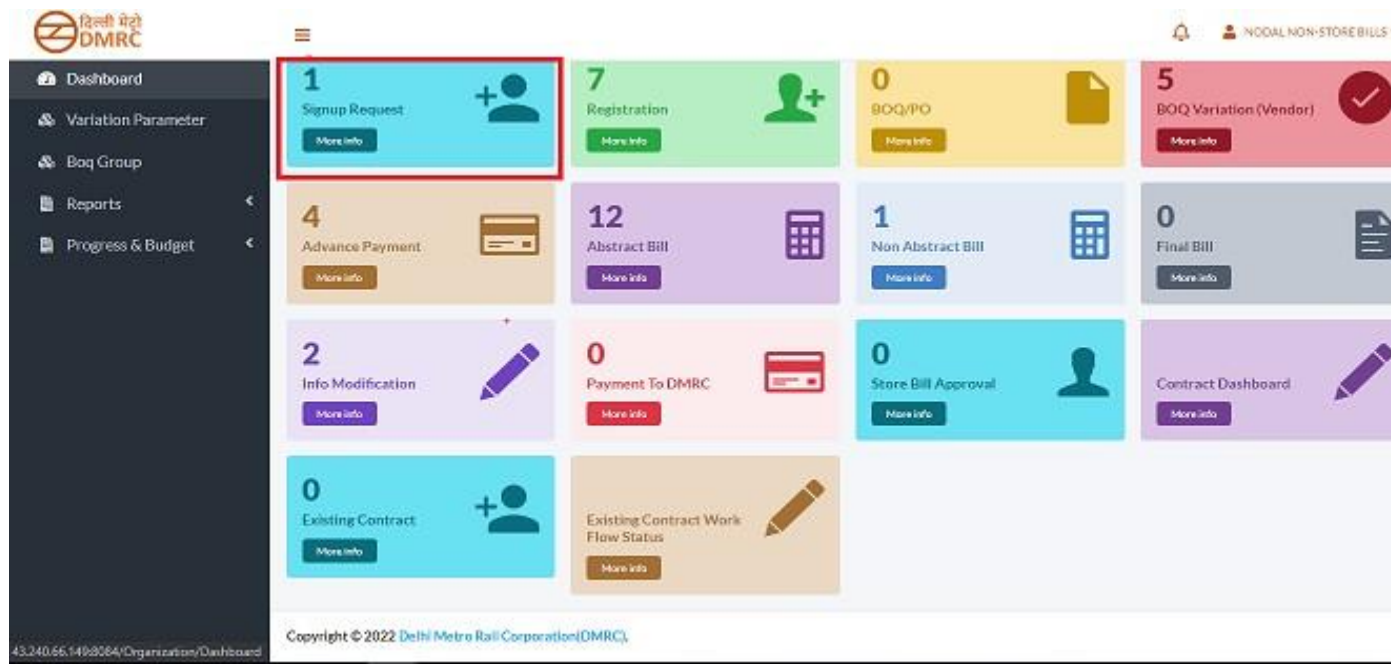 दिल्ली मेट्रो
DMRC
NODAL NON-STORE BILLS
Dashboard
Variation Parameter
Boq Group
Reports
Progress & Budget
1
Signup Request
More info
7
Registration
More info
0
BOQ/PO
More info
5
BOQ Variation (Vendor)
More info
4
Advance Payment
More info
12
Abstract Bill
More info
1
Non Abstract Bill
More info
0
Final Bill
More info
2
Info Modification
More info
0
Payment To DMRC
More info
0
Store Bill Approval
More info
Contract Dashboard
More info
0
Existing Contract
More info
Existing Contract Work
Flow Status
More info
Copyright © 2022 Delhi Metro Rail Corporation(DMRC).
43.240.66.149:8084/Organization/Dashboard